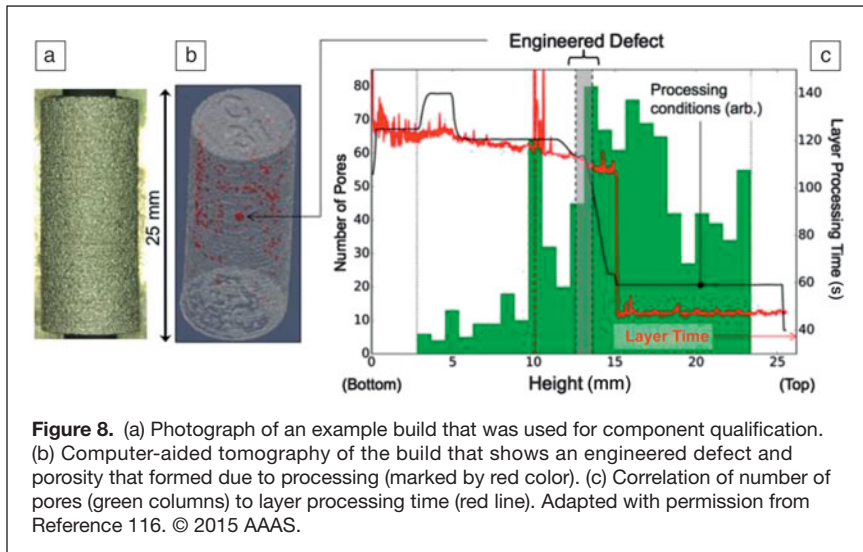 a
b
25 mm
Engineered Defect
c
Processing
conditions (arb.)
Number of Pores
80
70
60
50
40
30
20
10
0
Layer Processing Time (s)
140
120
100
80
60
40
Layer Time
0
5
10
15
20
25
(Bottom)
Height (mm)
(Top)
Figure 8. (a) Photograph of an example build that was used for component qualification.
(b) Computer-aided tomography of the build that shows an engineered defect and
porosity that formed due to processing (marked by red color). (c) Correlation of number of
pores (green columns) to layer processing time (red line). Adapted with permission from
Reference 116. © 2015 AAAS.